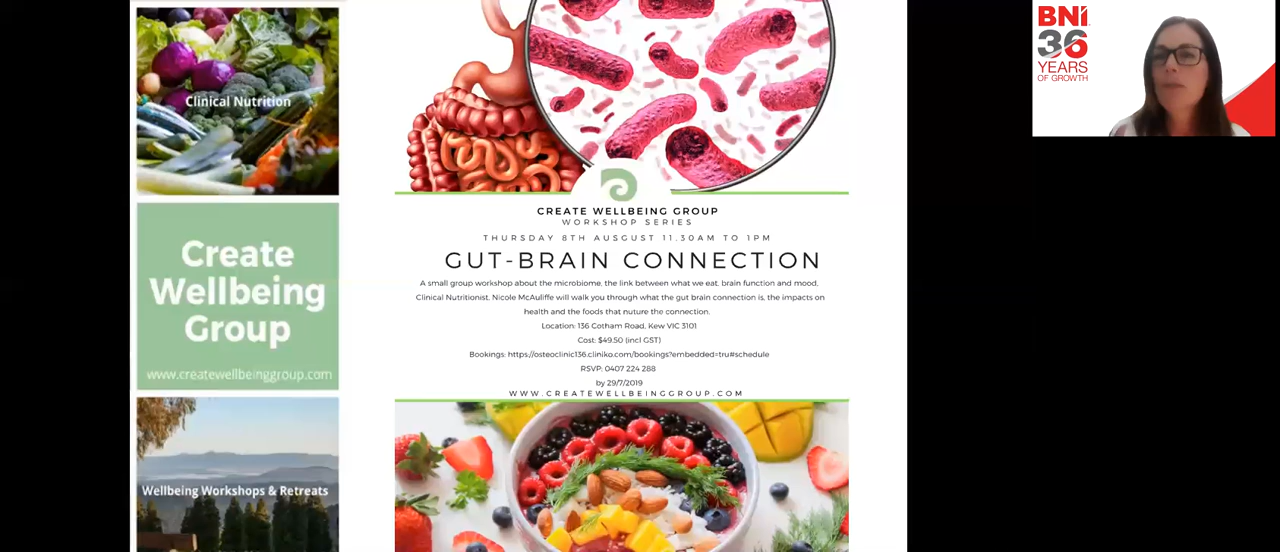 Clinical Nutrition
Create
Wellbeing
Group
www.createwellbeinggroup.com
Wellbeing Workshops & Retreats
CREATE WELLBEING GROUP
WORKSHOP SERIES
THURSDAY 8TH AUSGUST 11.30AM TO 1PM
GUT-BRAIN CONNECTION
A small group workshop about the microbiome, the link between what we eat, brain function and mood,
Clinical Nutritionist, Nicole McAuliffe will walk you through what the gut brain connection is, the impacts on
health and the foods that nuture the connection.
Location: 136 Cotham Road, Kew VIC 3101
Cost: $49.50 (incl GST)
Bookings: https://osteoclinic136.cliniko.com/bookings?embedded=tru#schedule
RSVP: 0407 224 288
by 29/7/2019
WWW.CREATEWELLBEINGGROUP.COM
BNI
36
YEARS
OF GROWTH